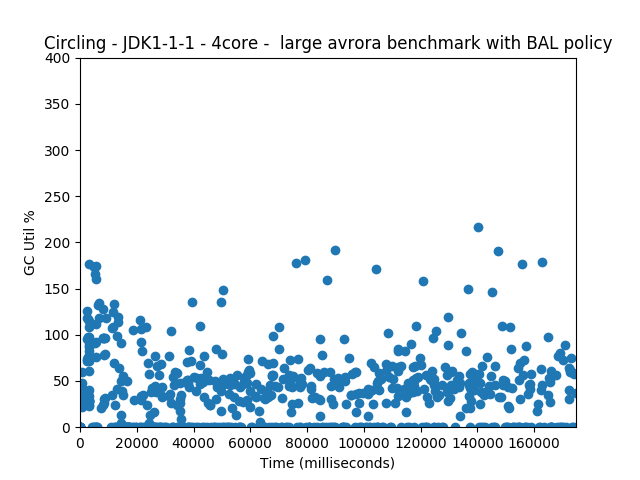 Circling - JDK1-1-1 - 4core -  large avrora benchmark with BAL policy
400
350
300
250
200
150
100
50
0
GC Util %
0 20000 40000 60000 80000 100000 120000 140000 160000
Time (milliseconds)